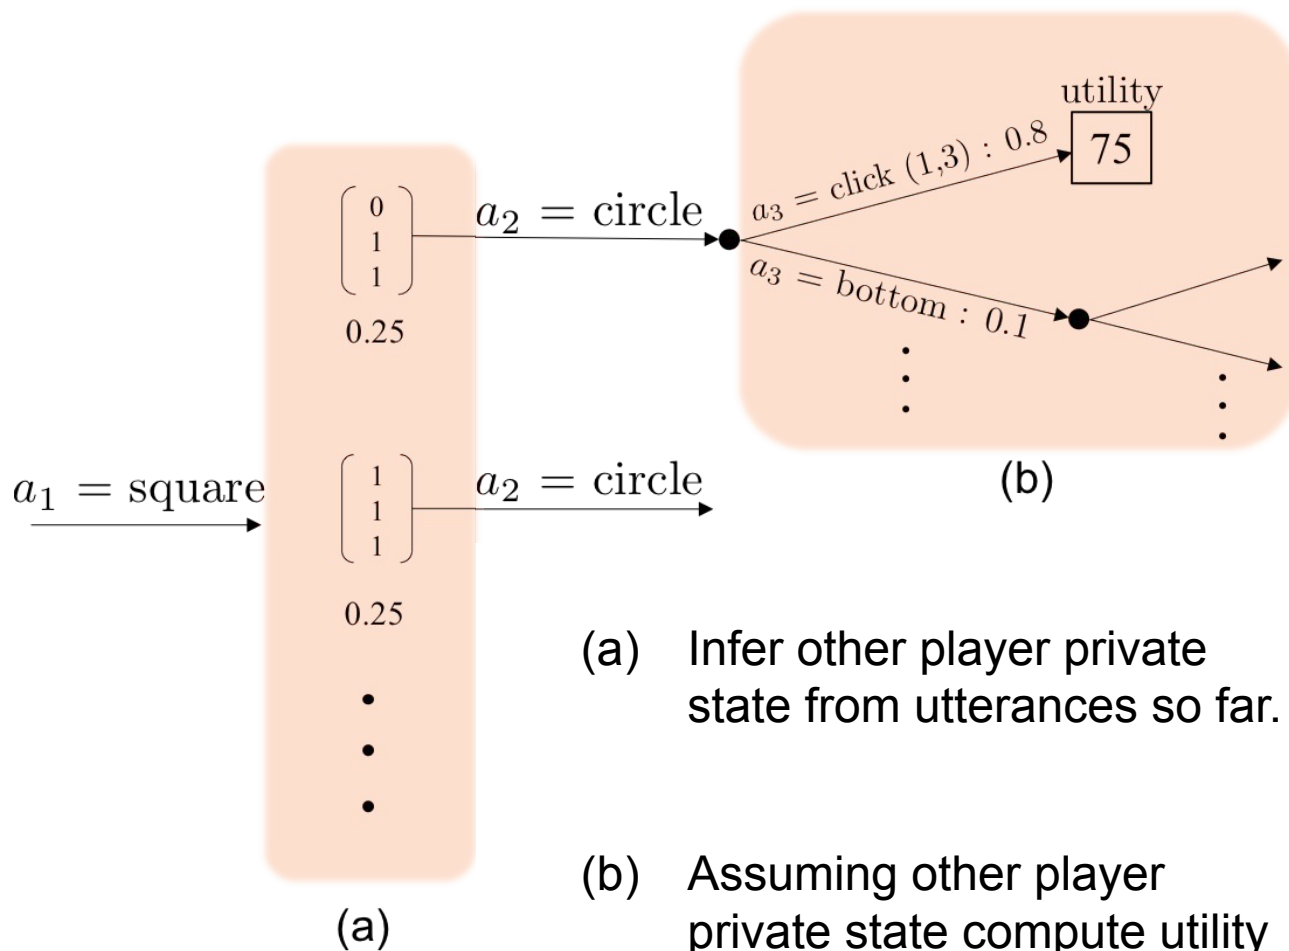 utility
75
a₃ = click (1,3) : 0.8
0
1
1
0.25
a₂ = circle
a₃ = bottom : 0.1
(b)
a₁ = square
1
1
1
0.25
a₂ = circle
(a)
(a) Infer other player private
state from utterances so far.
(b) Assuming other player
private state compute utility